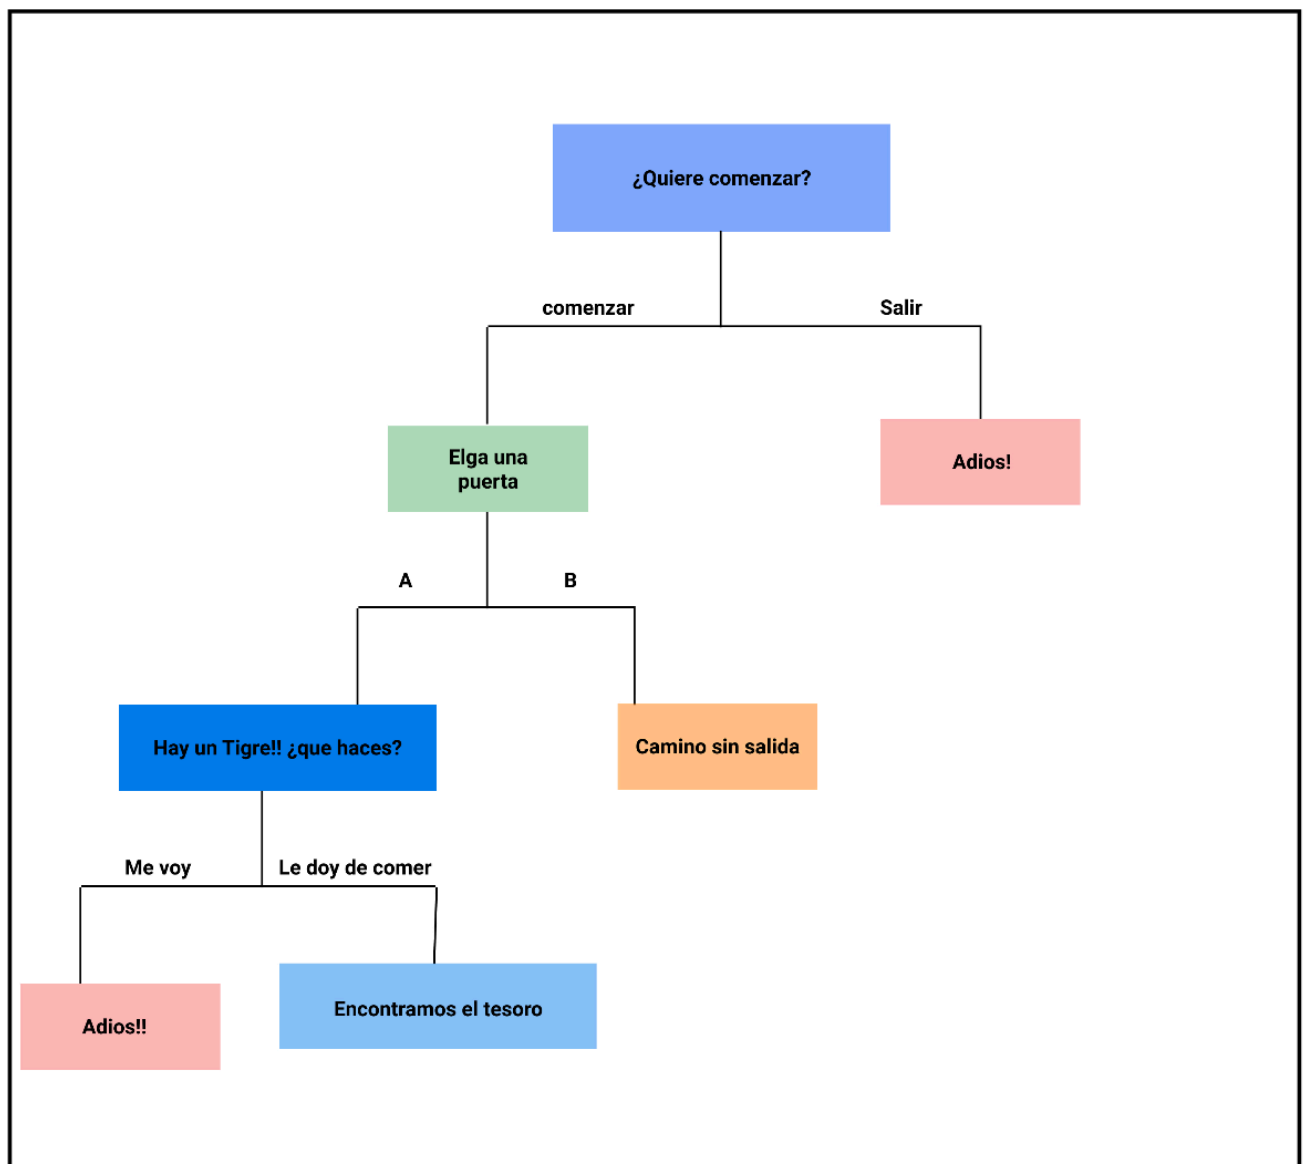 ¿Quiere comenzar?
comenzar
Salir
Elga una
puerta
Adios!
A
B
Hay un Tigre!! ¿que haces?
Camino sin salida
Me voy
Le doy de comer
Adios!!
Encontramos el tesoro